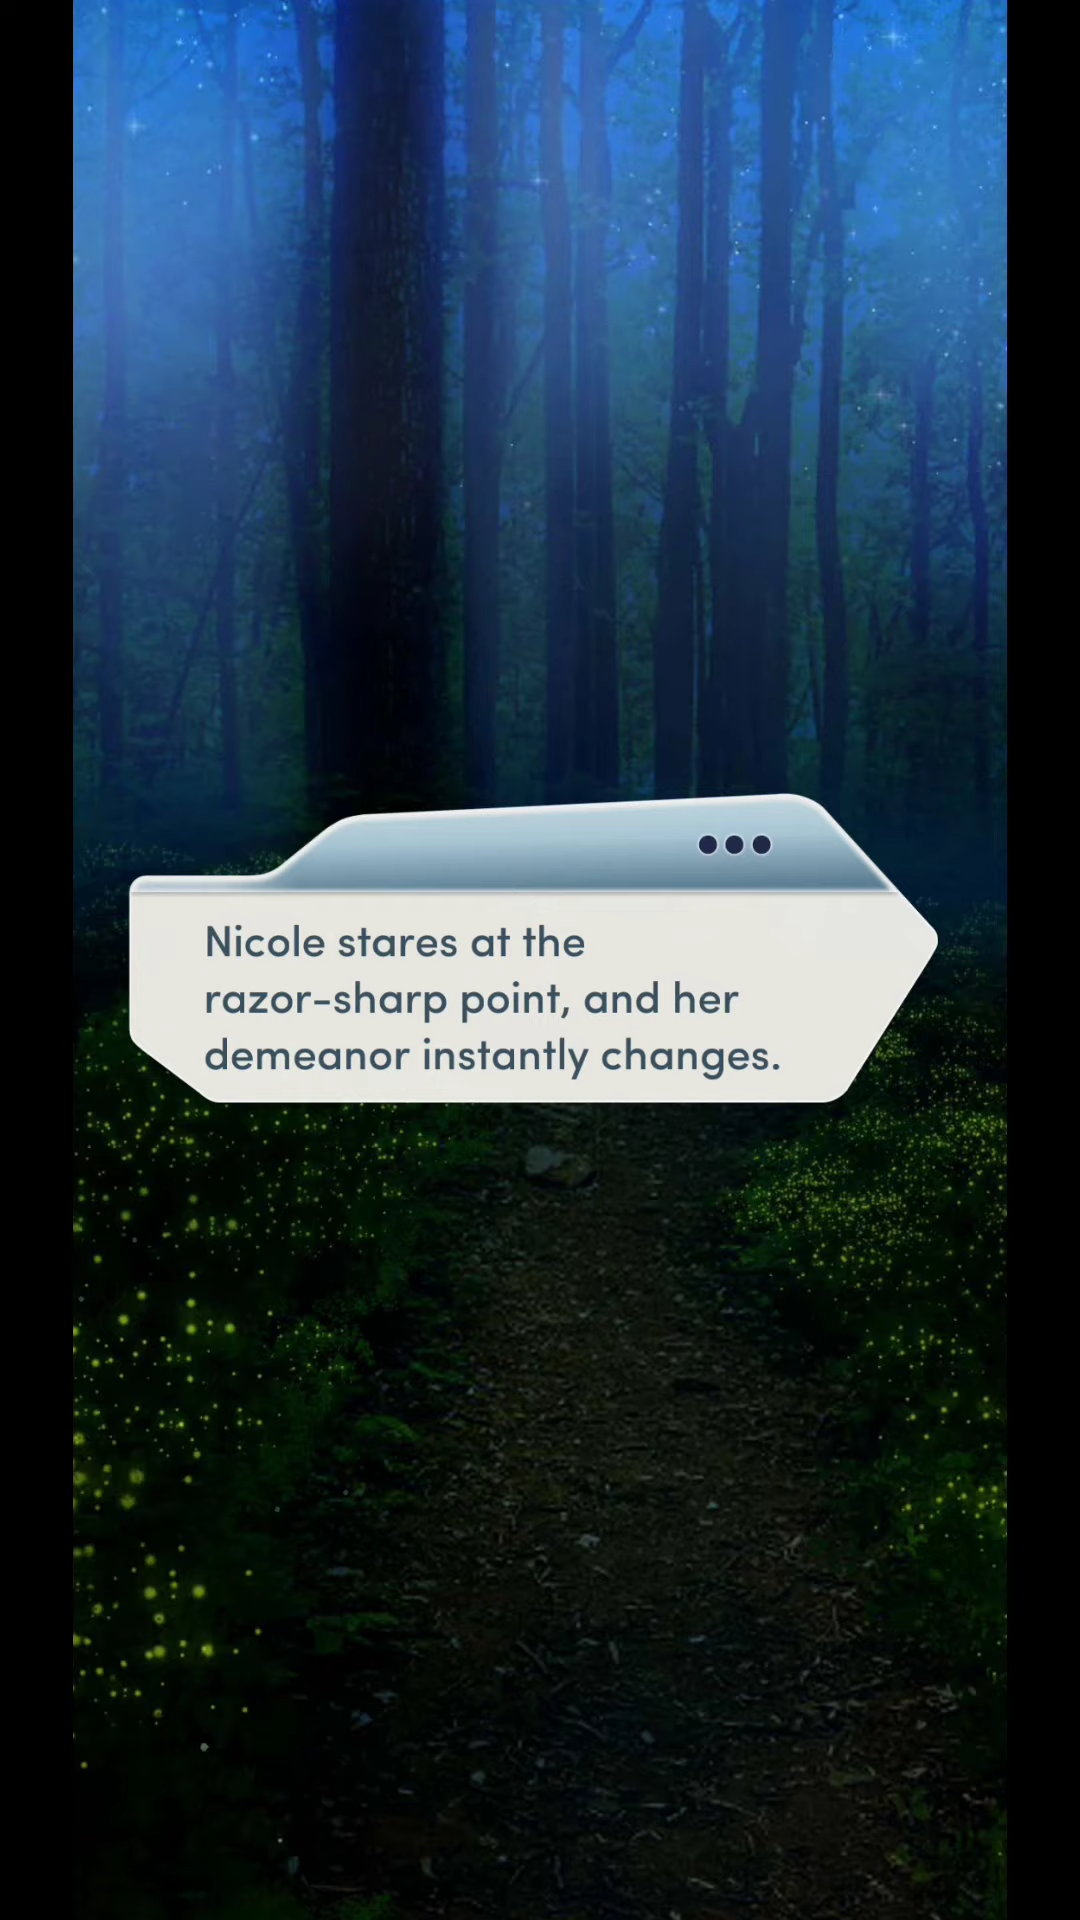 Nicole stares at the
razor-sharp point, and her
demeanor instantly changes.